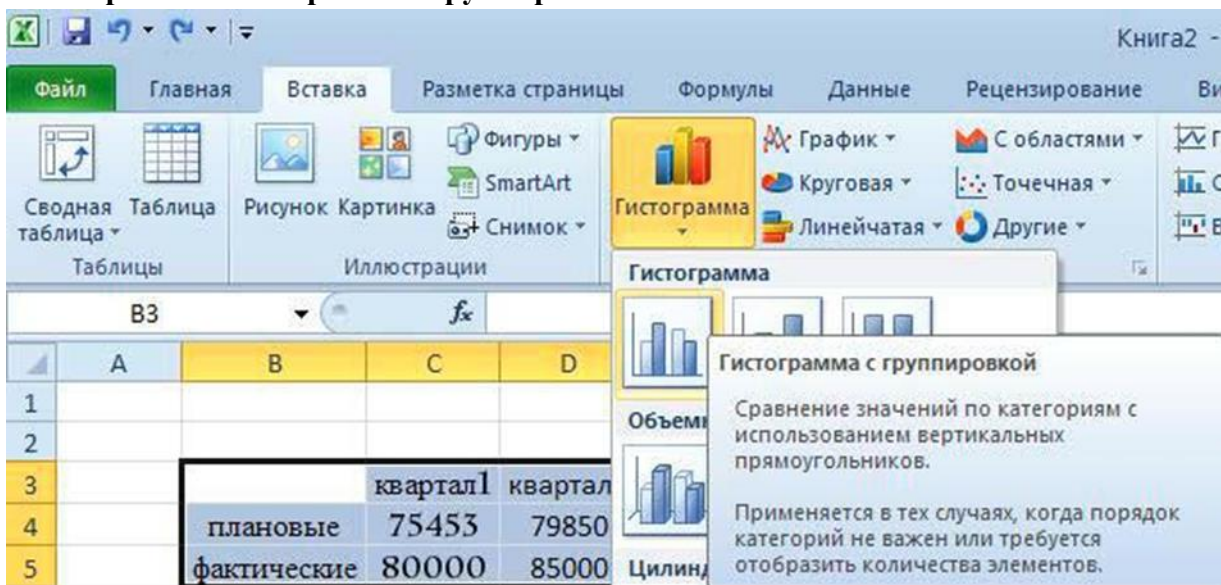 Книга2 -
Файл Главная Вставка Разметка страницы Формулы Данные Рецензирование Ви
Сводная таблица Таблица Рисунок Картинка Фигуры SmartArt Снимок
Гистограмма График Круговая Линейчатая С областями Точечная Другие
Таблицы Иллюстрации
Гистограмма
B3 fx
A B C D
1
2
3 квартал1 квартал
4 плановые 75453 79850
5 фактические 80000 85000
Гистограмма с группировкой
Сравнение значений по категориям с
использованием вертикальных
прямоугольников.
Применяется в тех случаях, когда порядок
категорий не важен или требуется
отобразить количества элементов.